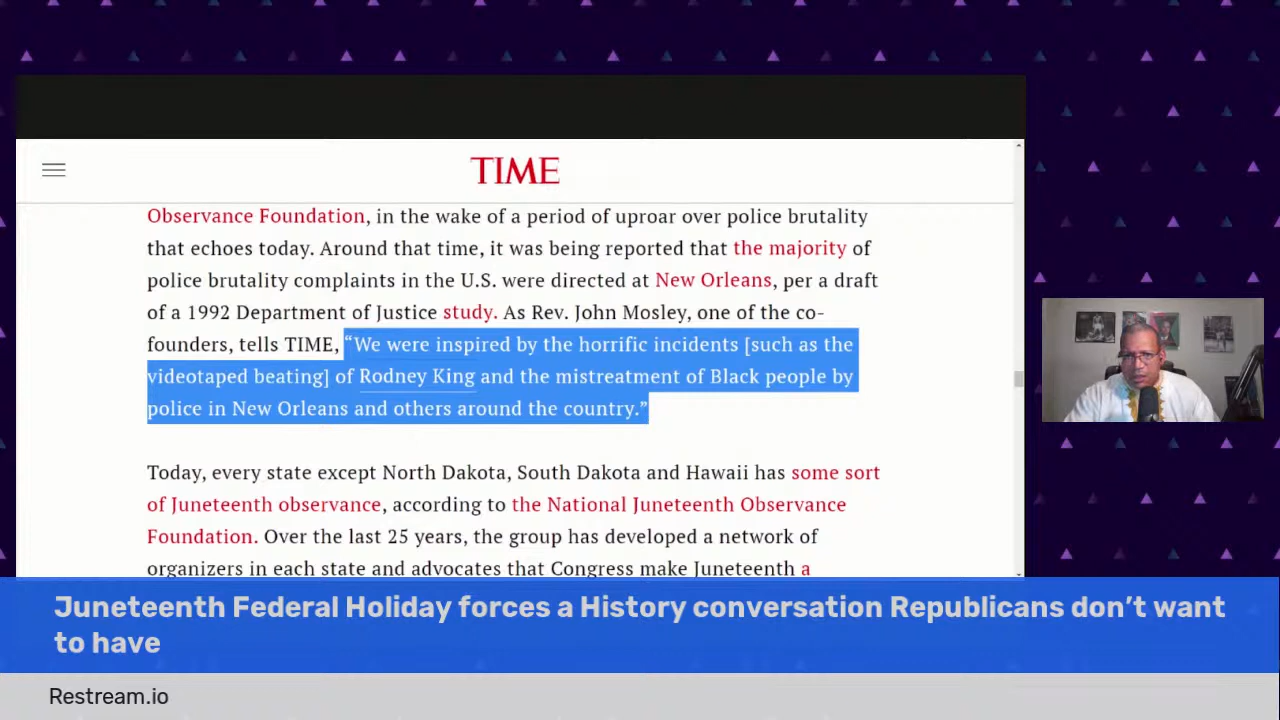 TIME
Observance Foundation, in the wake of a period of uproar over police brutality
that echoes today. Around that time, it was being reported that the majority of
police brutality complaints in the U.S. were directed at New Orleans, per a draft
of a 1992 Department of Justice study. As Rev. John Mosley, one of the co-
founders, tells TIME, “We were inspired by the horrific incidents [such as the
videotaped beating] of Rodney King and the mistreatment of Black people by
police in New Orleans and others around the country.”
Today, every state except North Dakota, South Dakota and Hawaii has some sort
of Juneteenth observance, according to the National Juneteenth Observance
Foundation. Over the last 25 years, the group has developed a network of
organizers in each state and advocates that Congress make Juneteenth a
Juneteenth Federal Holiday forces a History conversation Republicans don’t want
to have
Restream.io